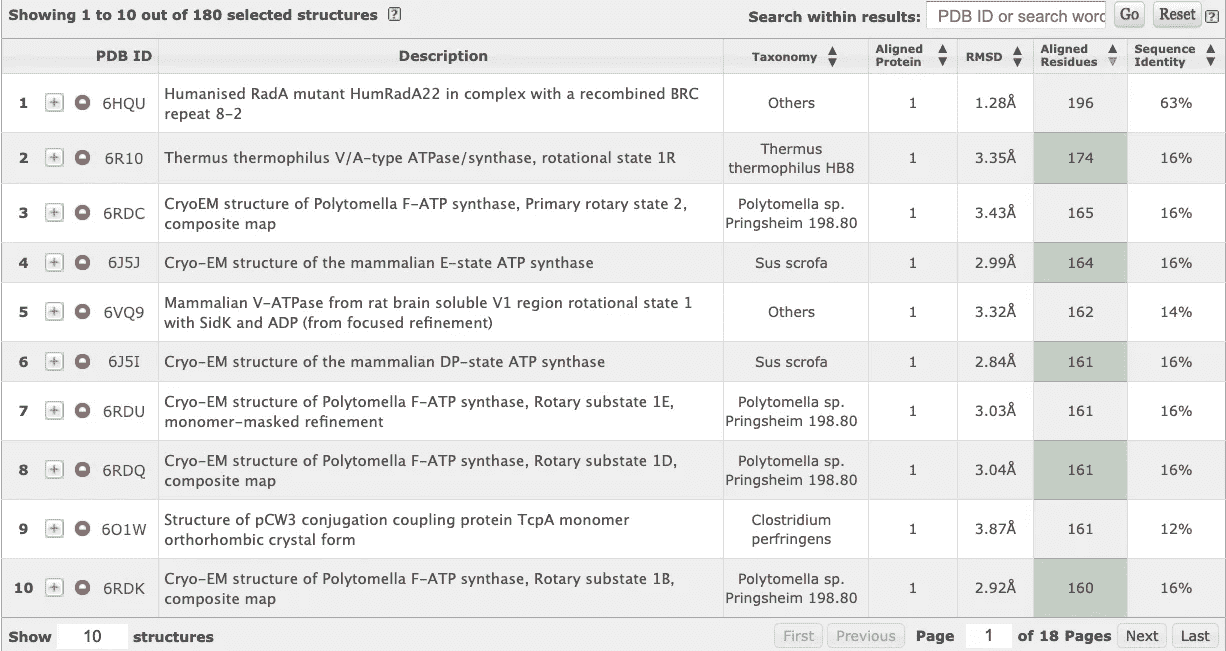 Showing 1 to 10 out of 180 selected structures ?
Search within results: PDB ID or search word Go Reset ?
PDB ID Description Taxonomy Aligned Protein RMSD Aligned Residues Sequence Identity
1 + 6HQU Humanised RadA mutant HumRadA22 in complex with a recombined BRC repeat 8-2 Others 1 1.28Å 196 63%
2 + 6R10 Thermus thermophilus V/A-type ATPase/synthase, rotational state 1R Thermus thermophilus HB8 1 3.35Å 174 16%
3 + 6RDC CryoEM structure of Polytomella F-ATP synthase, Primary rotary state 2, composite map Polytomella sp. Pringsheim 198.80 1 3.43Å 165 16%
4 + 6J5J Cryo-EM structure of the mammalian E-state ATP synthase Sus scrofa 1 2.99Å 164 16%
5 + 6VQ9 Mammalian V-ATPase from rat brain soluble V1 region rotational state 1 with SidK and ADP (from focused refinement) Others 1 3.32Å 162 14%
6 + 6J5I Cryo-EM structure of the mammalian DP-state ATP synthase Sus scrofa 1 2.84Å 161 16%
7 + 6RDU Cryo-EM structure of Polytomella F-ATP synthase, Rotary substate 1E, monomer-masked refinement Polytomella sp. Pringsheim 198.80 1 3.03Å 161 16%
8 + 6RDQ Cryo-EM structure of Polytomella F-ATP synthase, Rotary substate 1D, composite map Polytomella sp. Pringsheim 198.80 1 3.04Å 161 16%
9 + 6O1W Structure of pCW3 conjugation coupling protein TcpA monomer orthorhombic crystal form Clostridium perfringens 1 3.87Å 161 12%
10 + 6RDK Cryo-EM structure of Polytomella F-ATP synthase, Rotary substate 1B, composite map Polytomella sp. Pringsheim 198.80 1 2.92Å 160 16%
Show 10 structures First Previous Page 1 of 18 Pages Next Last